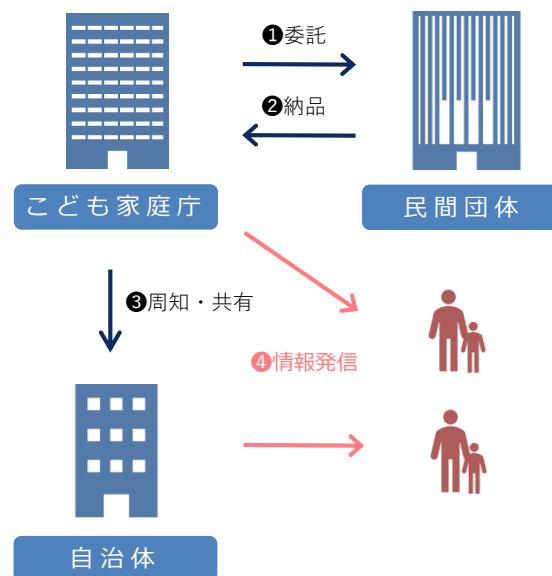 ❶委託
❷納品
こども家庭庁
民間団体
❸周知・共有
❹情報発信
自治体